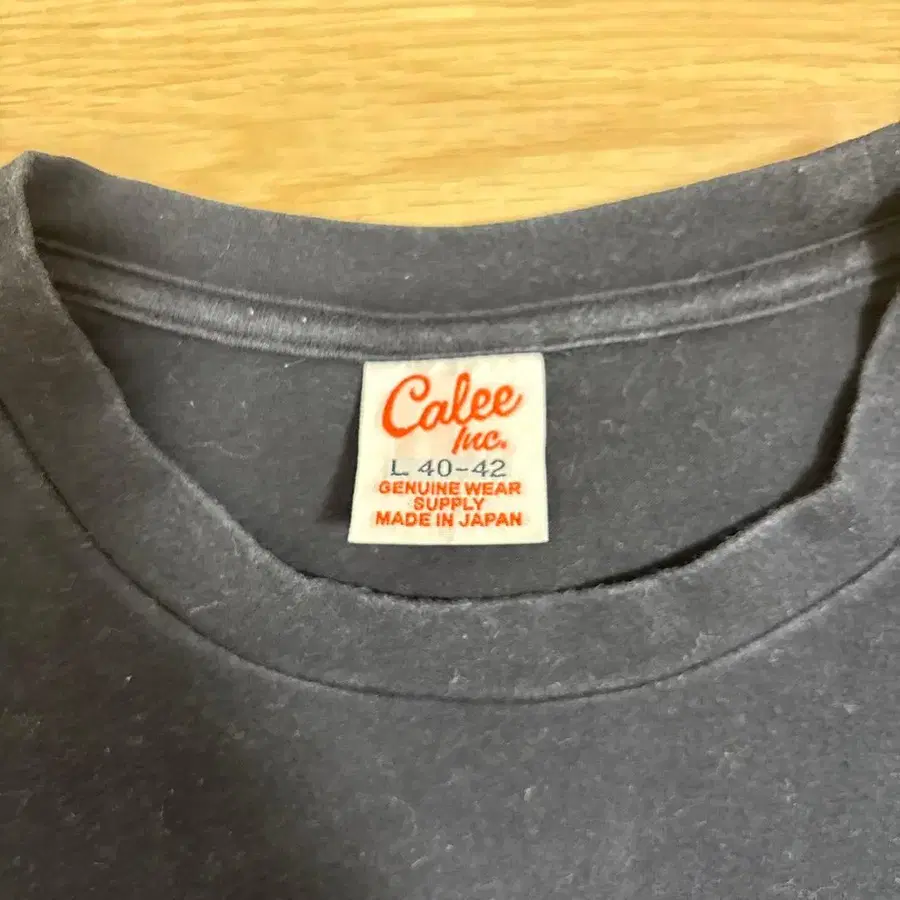 Calee
Inc.
L 40-42
GENUINE WEAR
SUPPLY
MADE IN JAPAN